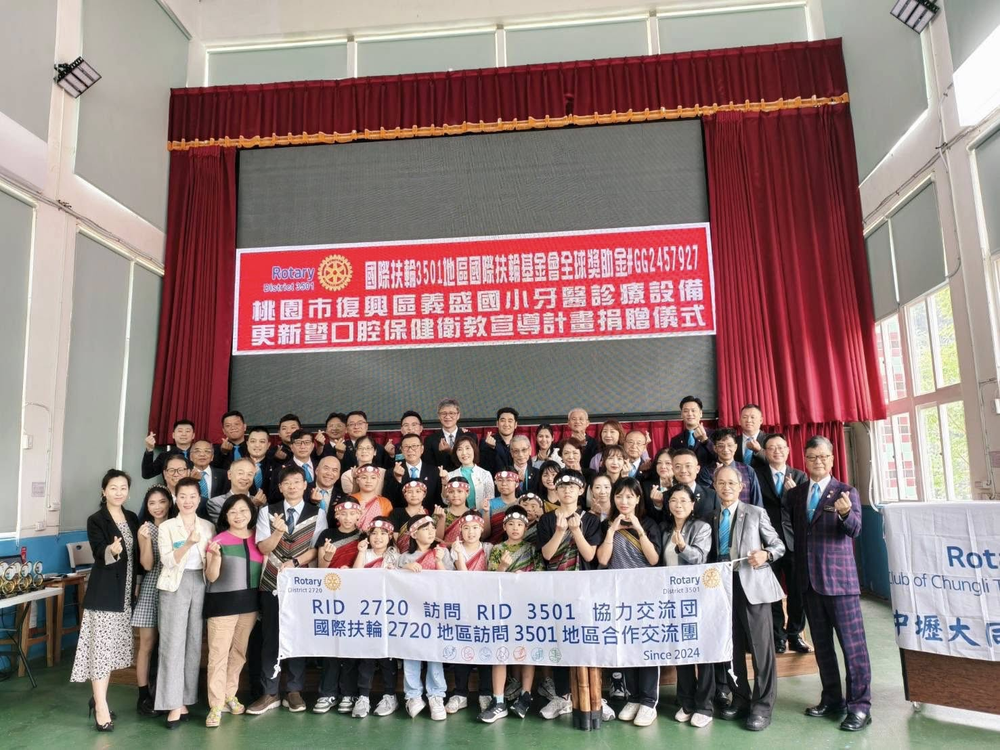 Rotary
District 3501
國際扶輪3501地區國際扶輪基金會全球獎助金#GG2457927
桃園市復興區義盛國小牙醫診療設備
更新暨口腔保健衛教宣導計畫捐贈儀式
Rotary
District 2720
Rotary
District 3501
RID 2720 訪問 RID 3501 協力交流団
國際扶輪 2720 地區訪問 3501 地區合作交流團
Since 2024
Rot
Club of Chungli T
中壢大同